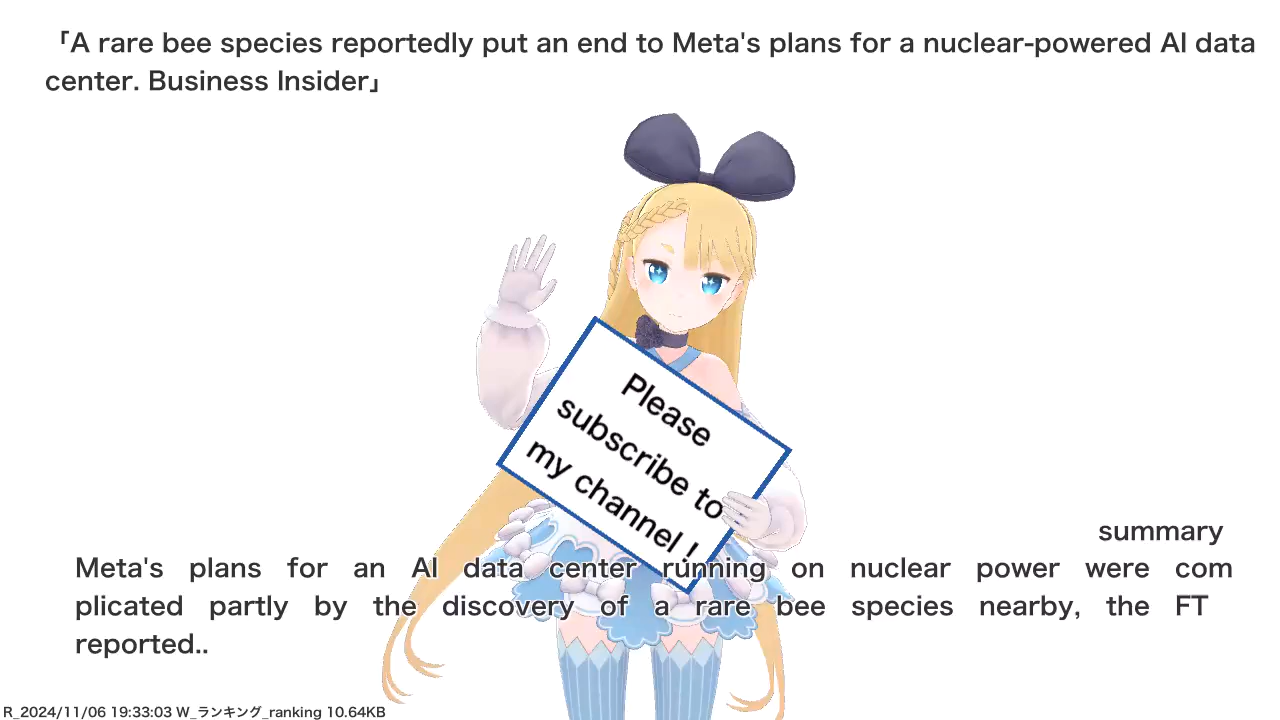 「A rare bee species reportedly put an end to Meta's plans for a nuclear-powered AI data
center. Business Insider」
Please
subscribe to
my channel !
summary
Meta's plans for an AI data center running on nuclear power were com
plicated partly by the discovery of a rare bee species nearby, the FT
reported..
R_2024/11/06 19:33:03 W_ランキング_ranking 10.64KB